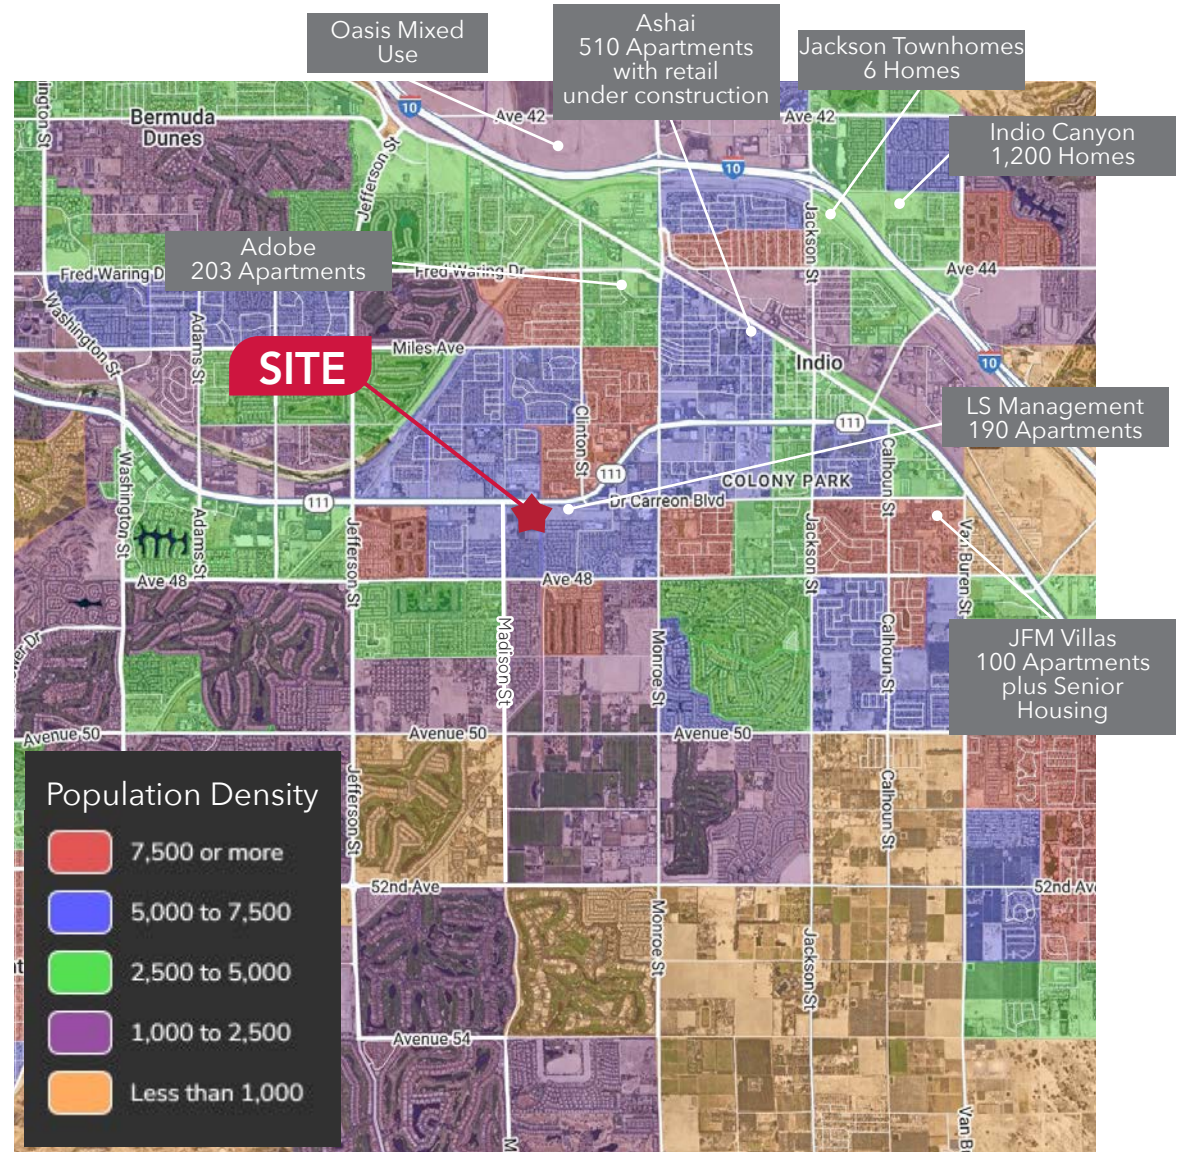 Oasis Mixed
Use
Ashai
510 Apartments
with retail
under construction
Jackson Townhomes
6 Homes
Indio Canyon
1,200 Homes
10
Ave 42
Ave 42
Bermuda
Dunes
Jefferson St
10
Jackson St
Adobe
203 Apartments
Fred Waring D
Fred Waring Dr
Ave 44
Washington St
Adams St
SITE
Miles Ave
Indio
10
LS Management
190 Apartments
Clinton St
111
Calhoun St
111
COLONY PARK
Dr Carreon Blvd
111
Washington St
Adams St
Jefferson St
Jackson St
Van Buren St
Ave 48
Ave 48
Madison St
Monroe St
Calhoun St
JFM Villas
100 Apartments
plus Senior
Housing
Avenue 50
Avenue 50
Avenue 50
Jefferson St
Calhoun St
Population Density
7,500 or more
5,000 to 7,500
2,500 to 5,000
1,000 to 2,500
Less than 1,000
52nd Ave
52nd Av
Monroe St
Jackson St
Avenue 54
M
Van B